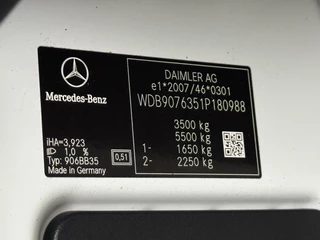 DAIMLER AG
e1*2007/46*0301
WDB9076351P180988
Mercedes-Benz
3500 kg
5500 kg
1- 1650 kg
2- 2250 kg
iHA=3,923
1,0 %
Typ: 906BB35
Made in Germany
0,51